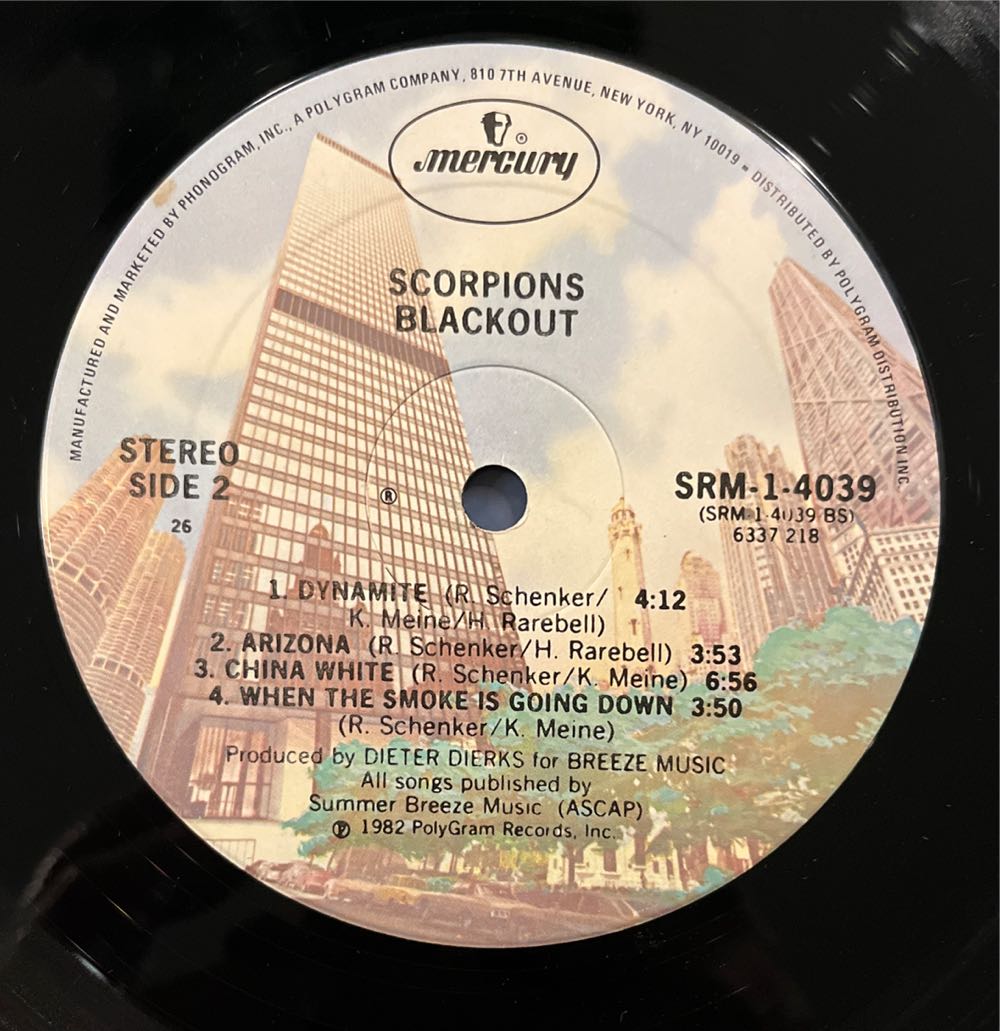 MANUFACTURED AND MARKETED BY PHONOGRAM, INC., A POLYGRAM COMPANY, 810 7TH AVENUE, NEW YORK, NY 10019 • DISTRIBUTED BY POLYGRAM DISTRIBUTION INC.
®
mercury
SCORPIONS
BLACKOUT
STEREO
SIDE 2
26
®
SRM-1-4039
(SRM-1-4039 BS)
6337 218
1. DYNAMITE (R. Schenker/ 4:12
K. Meine/H. Rarebell)
2. ARIZONA (R. Schenker/H. Rarebell) 3:53
3. CHINA WHITE (R. Schenker/K. Meine) 6:56
4. WHEN THE SMOKE IS GOING DOWN 3:50
(R. Schenker/K. Meine)
Produced by DIETER DIERKS for BREEZE MUSIC
All songs published by
Summer Breeze Music (ASCAP)
℗ 1982 PolyGram Records, Inc.